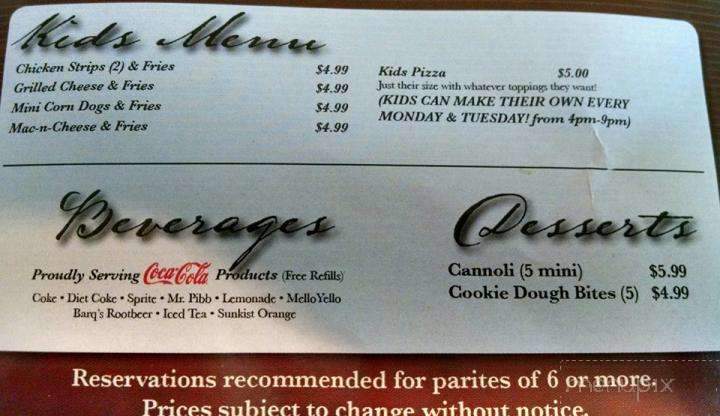 Kids Menu
Chicken Strips (2) & Fries $4.99
Grilled Cheese & Fries $4.99
Mini Corn Dogs & Fries $4.99
Mac-n-Cheese & Fries $4.99
Kids Pizza $5.00
Just their size with whatever toppings they want!
(KIDS CAN MAKE THEIR OWN EVERY
MONDAY & TUESDAY! from 4pm-9pm)
Beverages
Proudly Serving Coca-Cola Products (Free Refills)
Coke • Diet Coke • Sprite • Mr. Pibb • Lemonade • MelloYello
Barq's Rootbeer • Iced Tea • Sunkist Orange
Desserts
Cannoli (5 mini) $5.99
Cookie Dough Bites (5) $4.99
Reservations recommended for parites of 6 or more.
Prices subject to change without notice.
menupix